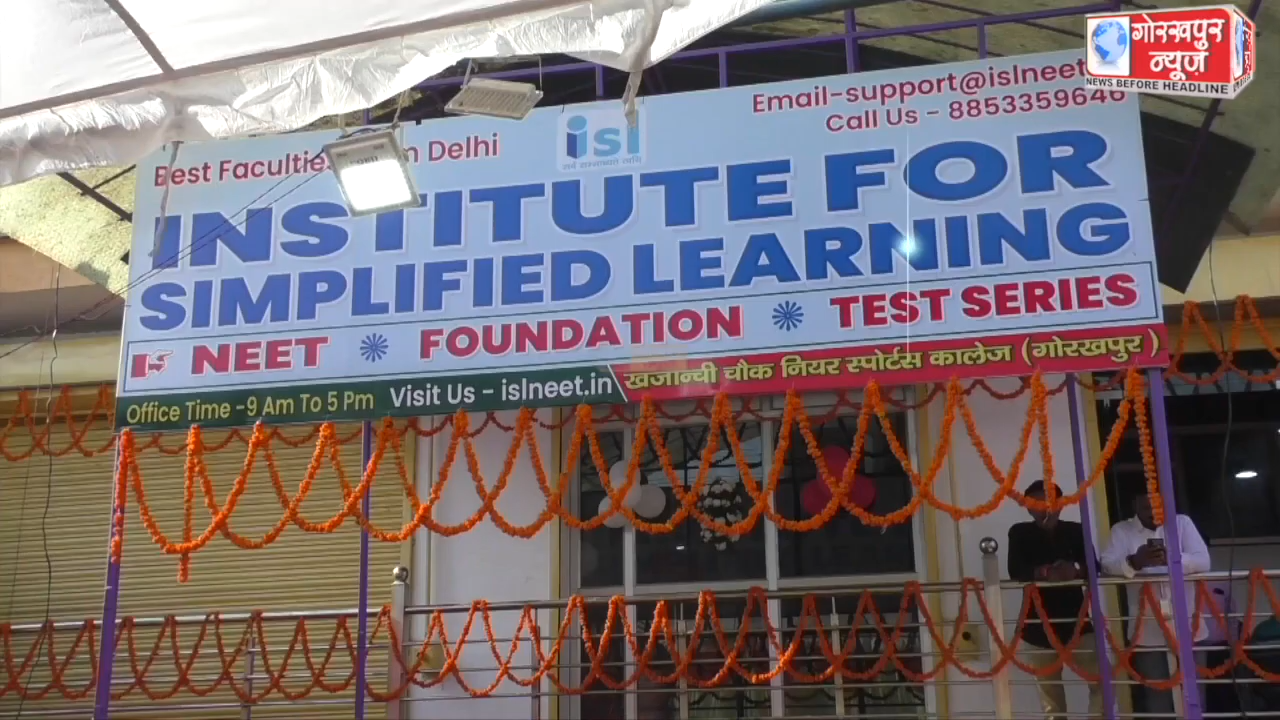 गोरखपुर
न्यूज़
NEWS BEFORE HEADLINE
Best Faculties Delhi
isl
Email-support@islneet
Call Us - 8853359646
INSTITUTE FOR
SIMPLIFIED LEARNING
NEET FOUNDATION TEST SERIES
Office Time -9 Am To 5 Pm Visit Us - islneet.in खजान्ची चौक नियर स्पोर्टस कालेज (गोरखपुर)